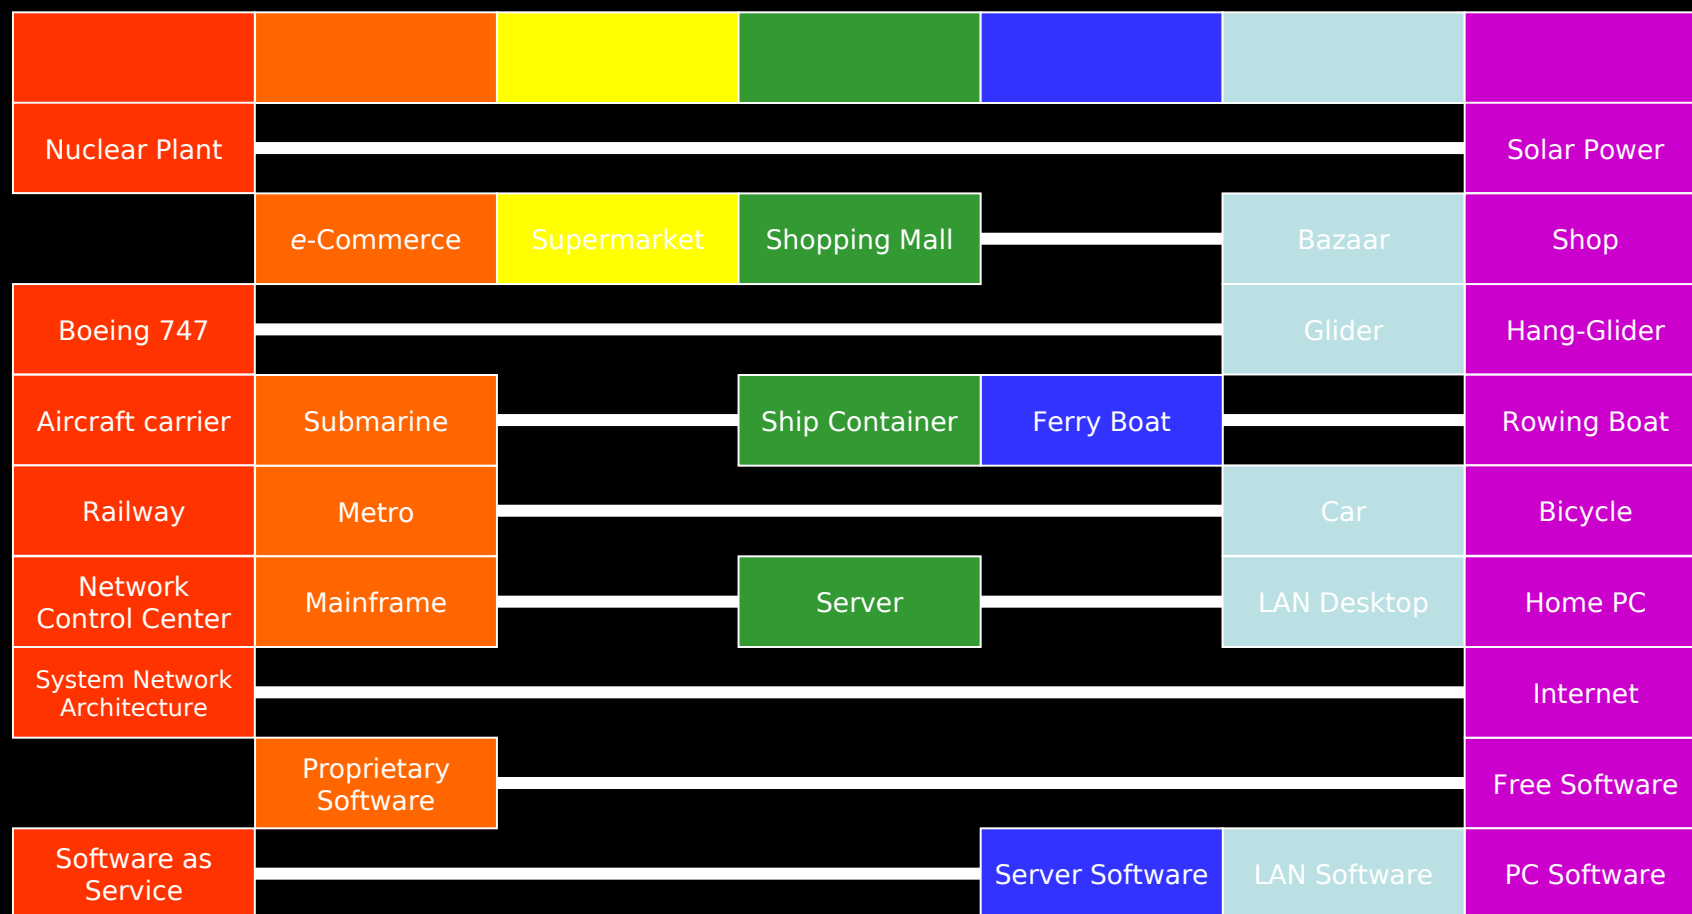 Nuclear Plant
Solar Power
e-Commerce
Supermarket
Shopping Mall
Bazaar
Shop
Boeing 747
Glider
Hang-Glider
Aircraft carrier
Submarine
Ship Container
Ferry Boat
Rowing Boat
Railway
Metro
Car
Bicycle
Network
Control Center
Mainframe
Server
LAN Desktop
Home PC
System Network
Architecture
Internet
Proprietary
Software
Free Software
Software as
Service
Server Software
LAN Software
PC Software